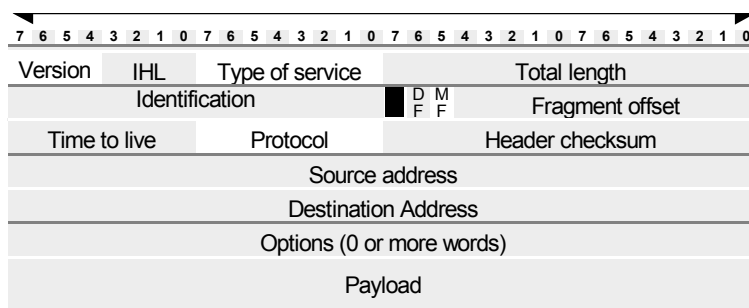 7 6 5 4 3 2 1 0 7 6 5 4 3 2 1 0 7 6 5 4 3 2 1 0 7 6 5 4 3 2 1 0
Version IHL Type of service Total length
Identification DF MF Fragment offset
Time to live Protocol Header checksum
Source address
Destination Address
Options (0 or more words)
Payload